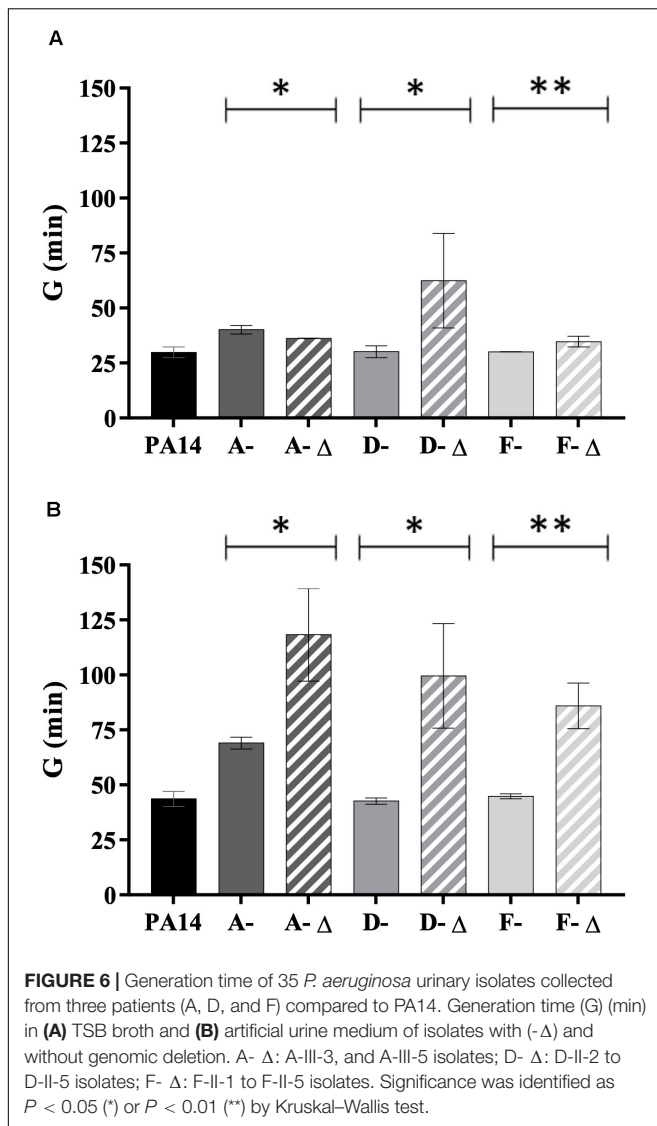 A
* * **
150
125
100
75
50
25
0
G (min)
PA14 A- A- Δ D- D- Δ F- F- Δ
B
* * **
150
125
100
75
50
25
0
G (min)
PA14 A- A- Δ D- D- Δ F- F- Δ
FIGURE 6 | Generation time of 35 P. aeruginosa urinary isolates collected
from three patients (A, D, and F) compared to PA14. Generation time (G) (min)
in (A) TSB broth and (B) artificial urine medium of isolates with (-Δ) and
without genomic deletion. A- Δ: A-III-3, and A-III-5 isolates; D- Δ: D-II-2 to
D-II-5 isolates; F- Δ: F-II-1 to F-II-5 isolates. Significance was identified as
P < 0.05 (*) or P < 0.01 (**) by Kruskal–Wallis test.